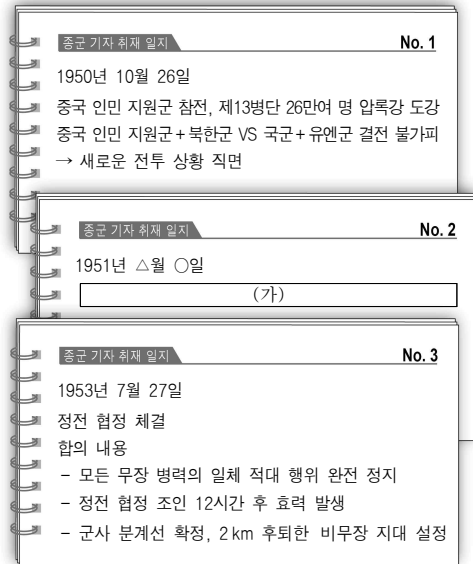 종군 기자 취재 일지 No. 1
1950년 10월 26일
중국 인민 지원군 참전, 제13병단 26만여 명 압록강 도강
중국 인민 지원군+북한군 VS 국군+유엔군 결전 불가피
→ 새로운 전투 상황 직면
종군 기자 취재 일지 No. 2
1951년 △월 ○일
(가)
종군 기자 취재 일지 No. 3
1953년 7월 27일
정전 협정 체결
합의 내용
- 모든 무장 병력의 일체 적대 행위 완전 정지
- 정전 협정 조인 12시간 후 효력 발생
- 군사 분계선 확정, 2km 후퇴한 비무장 지대 설정